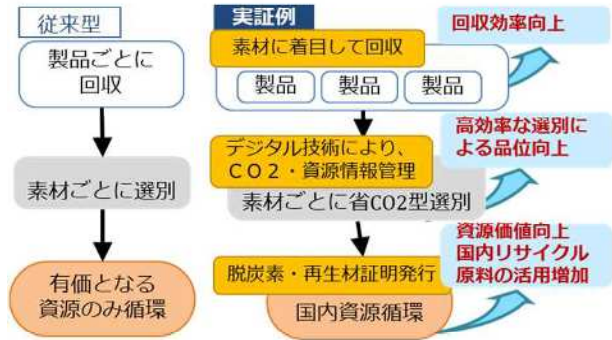 従来型
製品ごとに
回収
素材ごとに選別
有価となる
資源のみ循環
実証例
素材に着目して回収
製品 製品 製品
回収効率向上
デジタル技術により、
CO2・資源情報管理
素材ごとに省CO2型選別
高効率な選別に
よる品位向上
脱炭素・再生材証明発行
国内資源循環
資源価値向上
国内リサイクル
原料の活用増加